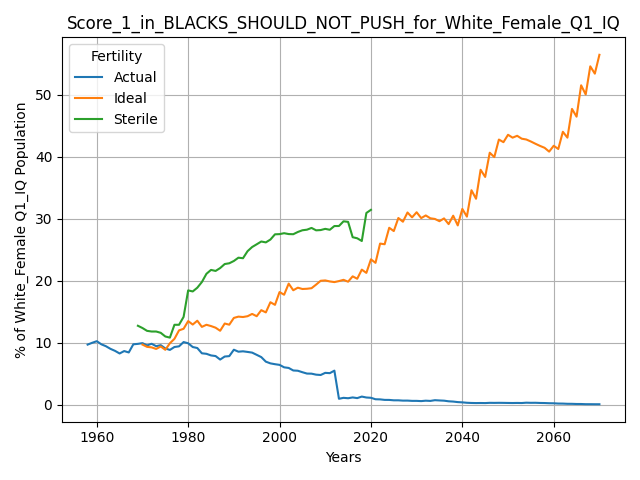 Score_1_in_BLACKS_SHOULD_NOT_PUSH_for_White_Female_Q1_IQ
Fertility
Actual
Ideal
Sterile
% of White_Female Q1_IQ Population
50
40
30
20
10
0
1960
1980
2000
2020
2040
2060
Years